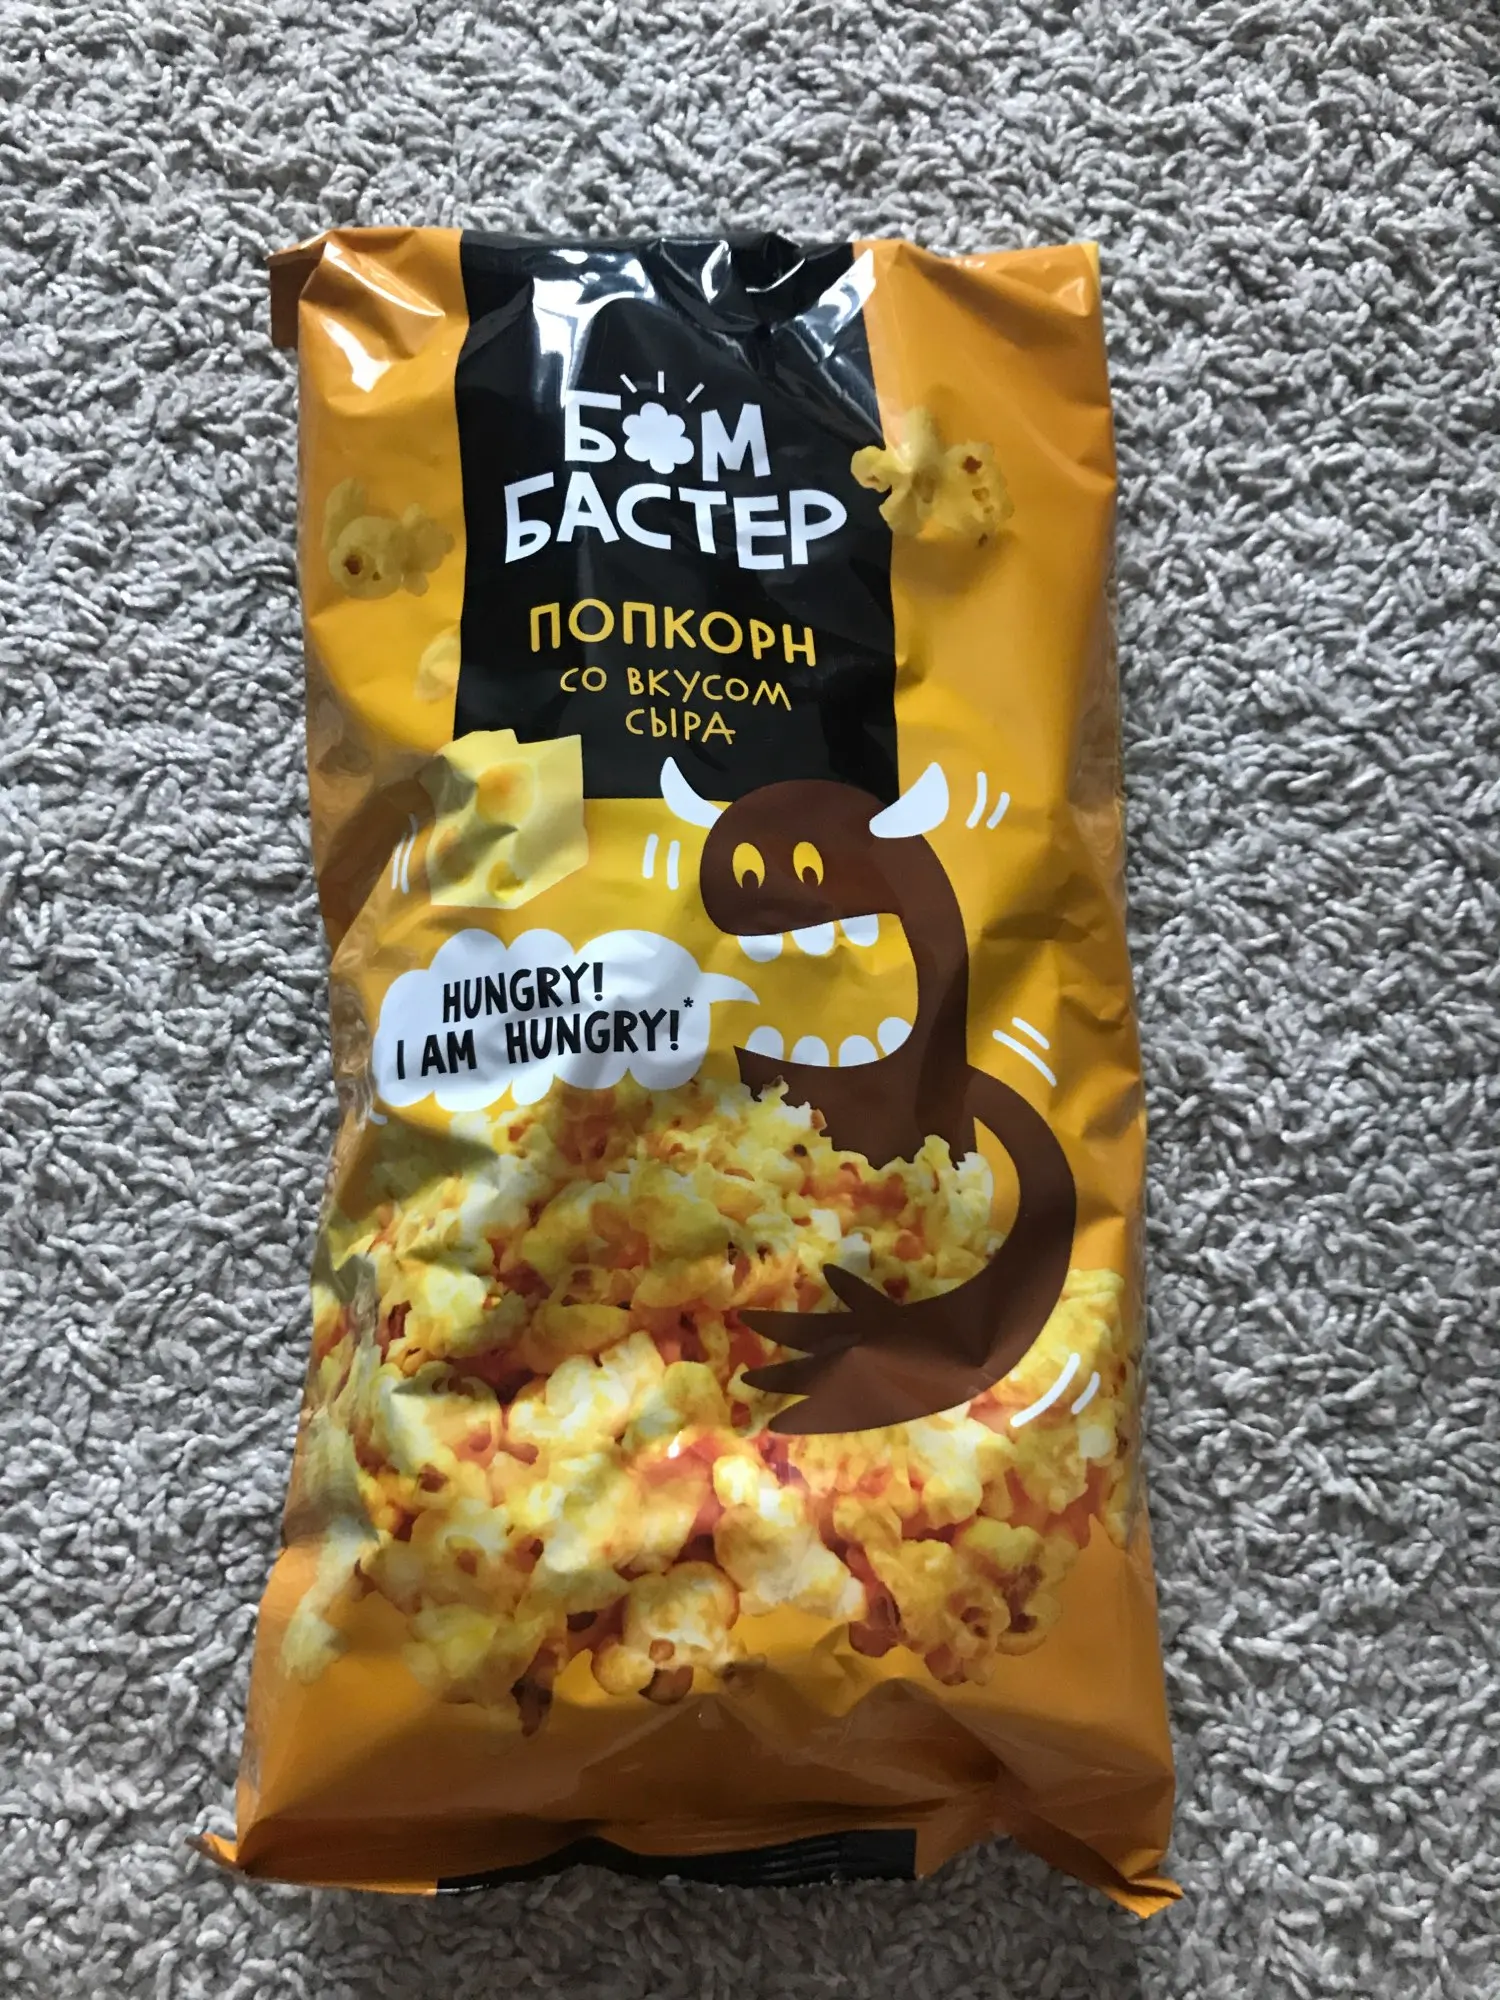 БОМ
БАСТЕР
ПОПКОРН
СО ВКУСОМ
СЫРА
HUNGRY!
I AM HUNGRY!*